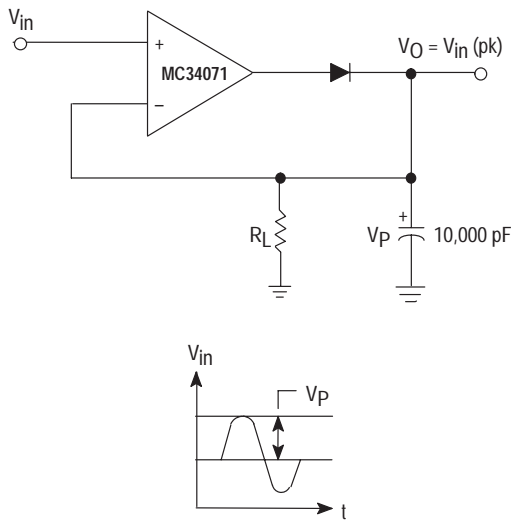 Vin
+
MC34071
−
VO = Vin (pk)
RL
+
VP
10,000 pF
Vin
VP
t